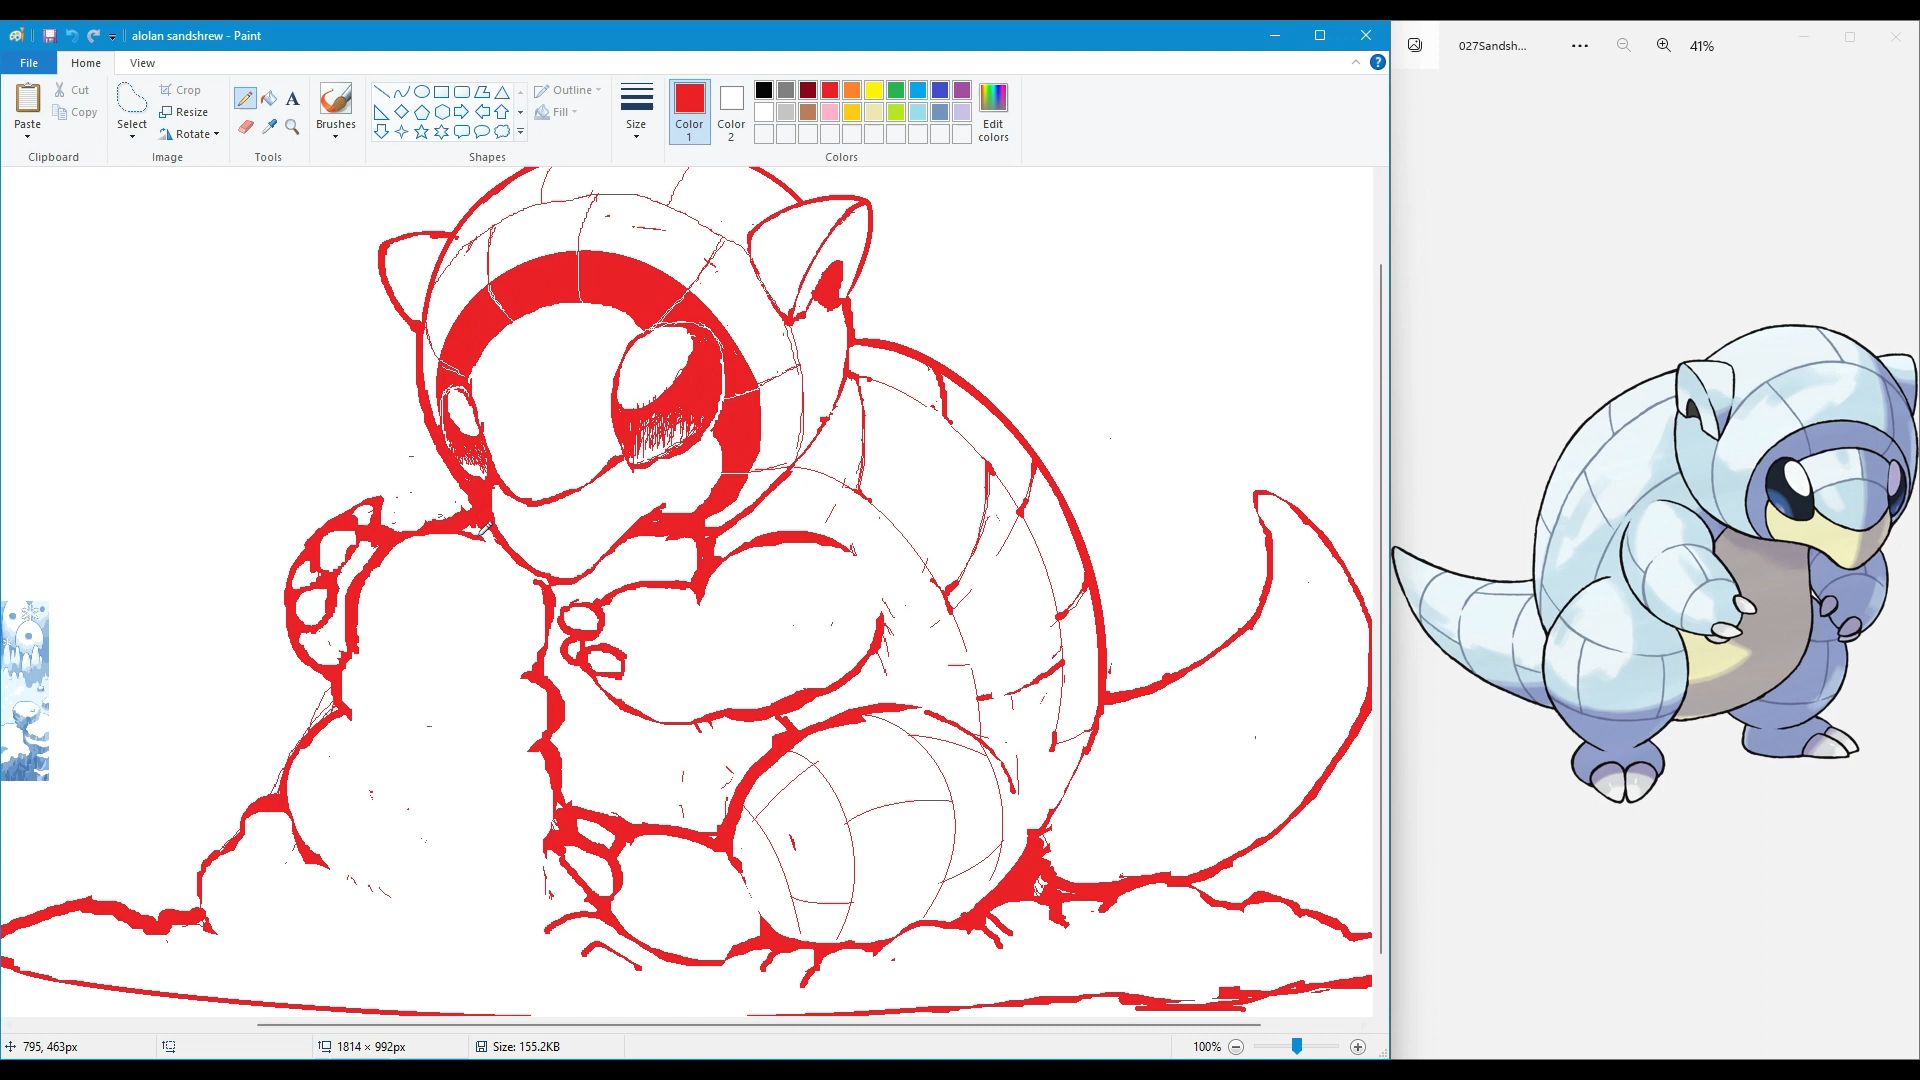 alolan sandshrew - Paint
027Sandsh...
41%
File
Home
View
Paste
Cut
Copy
Clipboard
Select
Crop
Resize
Rotate
Image
Tools
Brushes
Shapes
Outline
Fill
Size
Color
1
Color
2
Edit
colors
Colors
795, 463px
1814 × 992px
Size: 155.2KB
100%